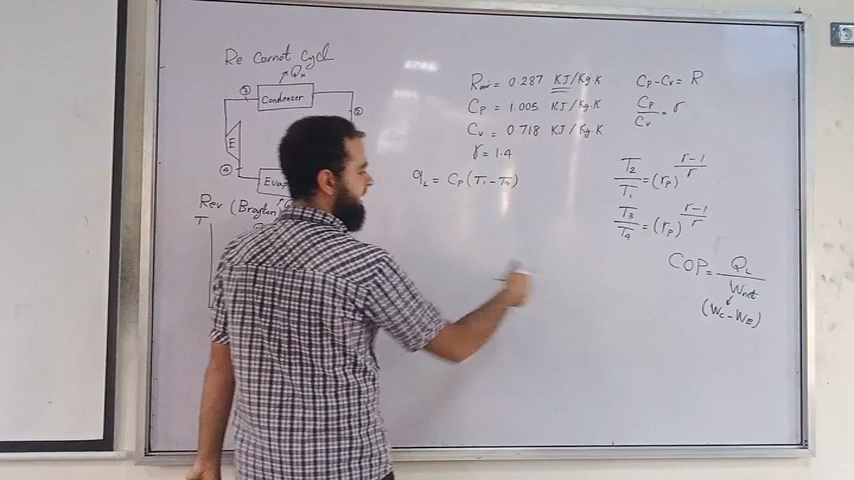 Re Carnot Cycl
Q_H
③
Condenser
②
E
④
Evap
Rev (Brayton
T
R_air = 0.287 KJ/Kg.K
C_P = 1.005 KJ/Kg.K
C_V = 0.718 KJ/Kg.K
r = 1.4
q_L = C_P (T_1 - T_4)
C_P - C_V = R
C_P/C_V = r
T_2/T_1 = (r_P)^(r-1/r)
T_3/T_4 = (r_P)^(r-1/r)
COP = Q_L/W_net
(W_C - W_E)